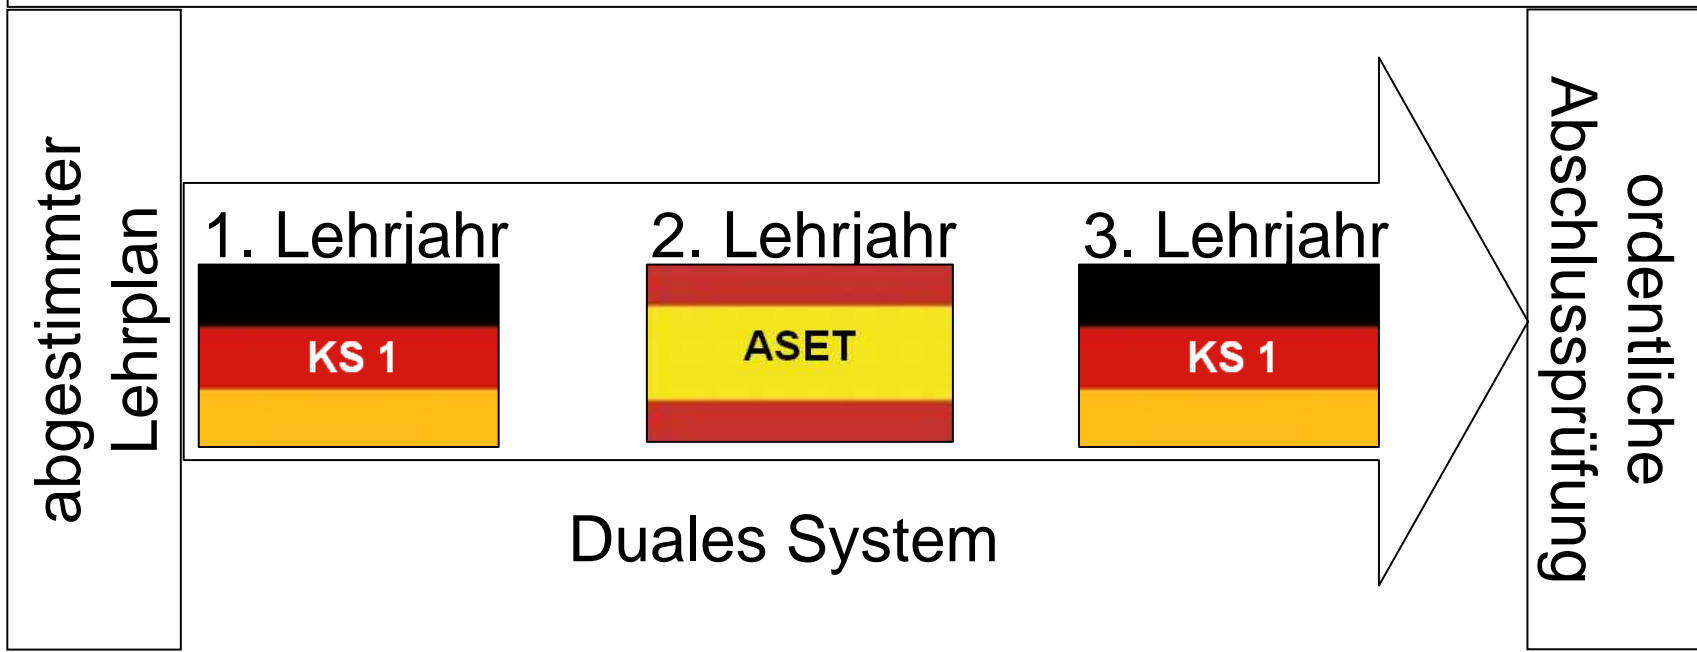 abgestimmter
Lehrplan
1. Lehrjahr
2. Lehrjahr
3. Lehrjahr
KS 1
ASET
KS 1
Duales System
ordentliche
Abschlussprüfung